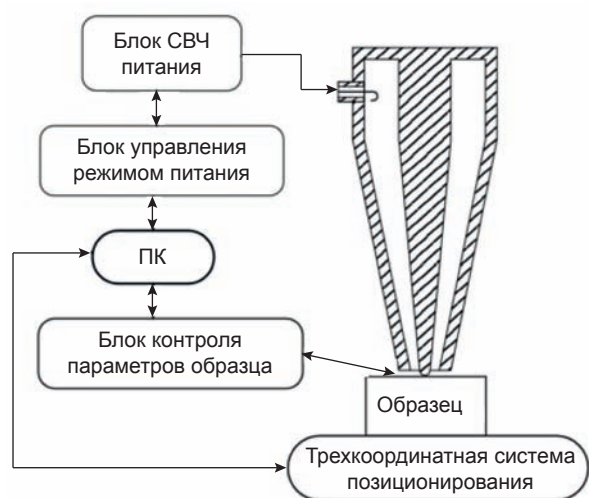 Блок СВЧ
питания
Блок управления
режимом питания
ПК
Блок контроля
параметров образца
Образец
Трехкоординатная система
позиционирования